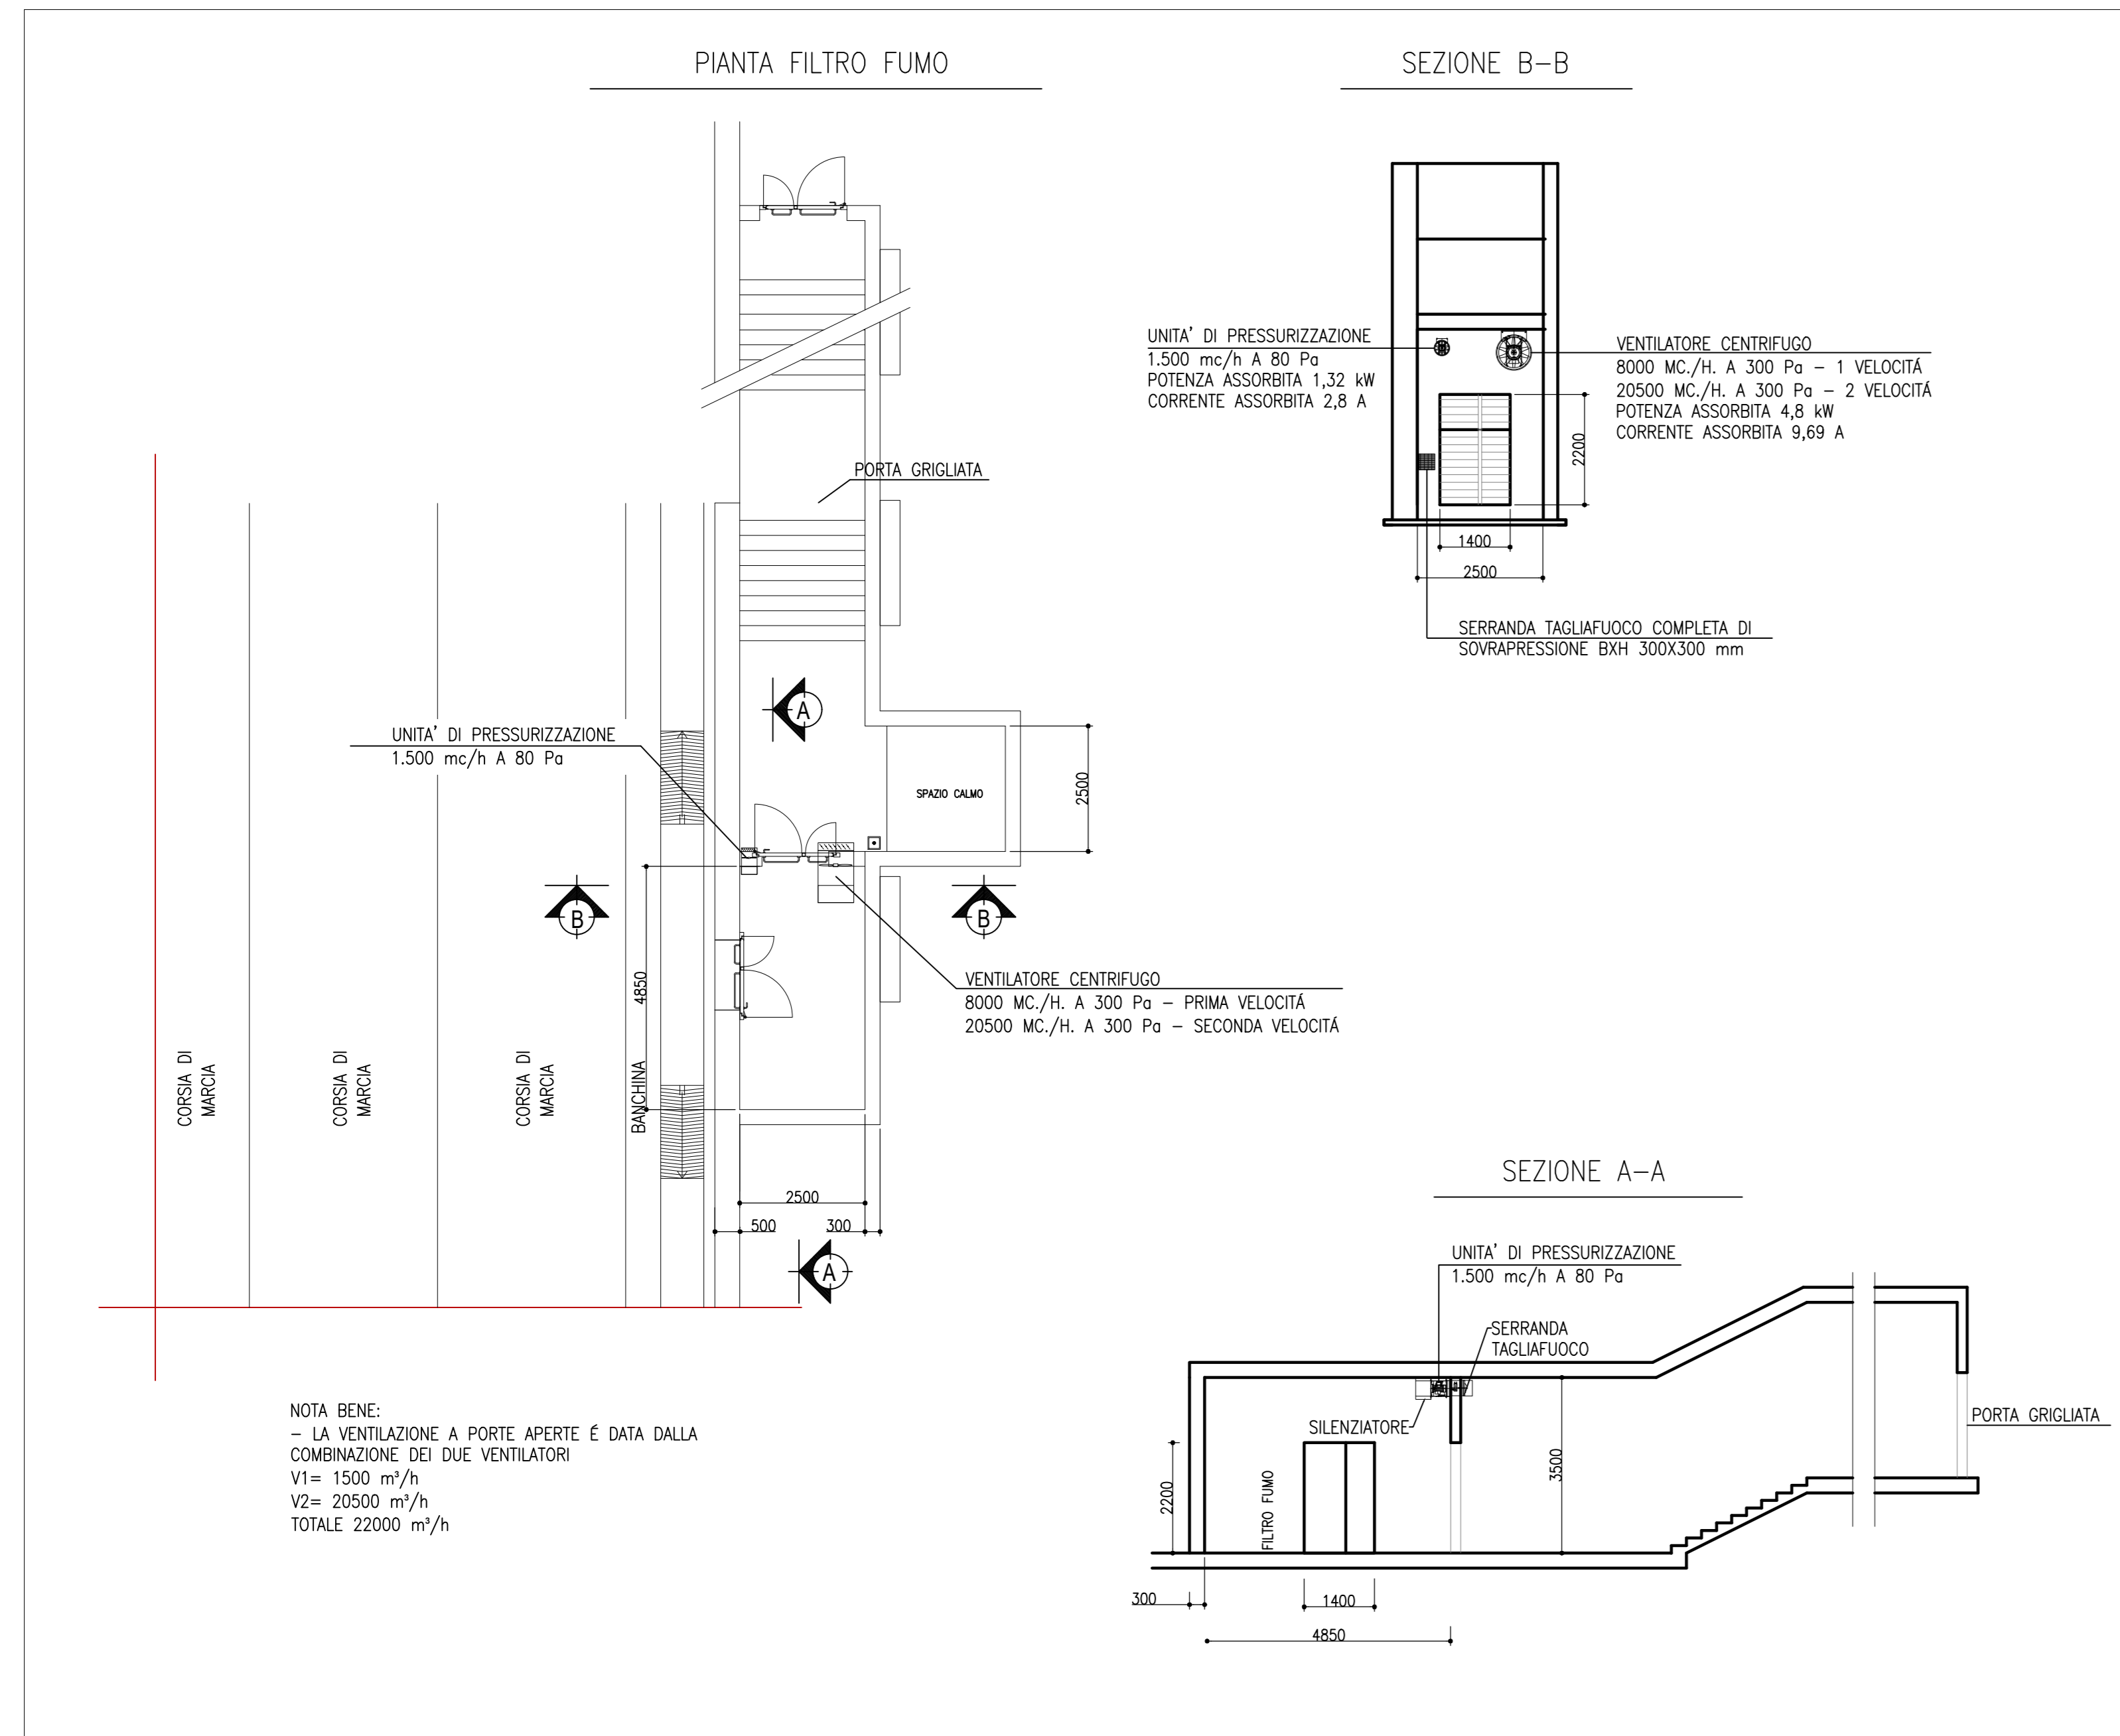 PIANTA FILTRO FUMO
SEZIONE B-B
UNITA' DI PRESSURIZZAZIONE
1.500 mc/h A 80 Pa
POTENZA ASSORBITA 1,32 kW
CORRENTE ASSORBITA 2,8 A
VENTILATORE CENTRIFUGO
8000 MC./H. A 300 Pa - 1 VELOCITÁ
20500 MC./H. A 300 Pa - 2 VELOCITÁ
POTENZA ASSORBITA 4,8 kW
CORRENTE ASSORBITA 9,69 A
2200
1400
2500
SERRANDA TAGLIAFUOCO COMPLETA DI
SOVRAPRESSIONE BXH 300X300 mm
PORTA GRIGLIATA
A
UNITA' DI PRESSURIZZAZIONE
1.500 mc/h A 80 Pa
SPAZIO CALMO
2500
B
B
4850
VENTILATORE CENTRIFUGO
8000 MC./H. A 300 Pa - PRIMA VELOCITÁ
20500 MC./H. A 300 Pa - SECONDA VELOCITÁ
CORSIA DI
MARCIA
CORSIA DI
MARCIA
CORSIA DI
MARCIA
BANCHINA
2500
500
300
A
SEZIONE A-A
UNITA' DI PRESSURIZZAZIONE
1.500 mc/h A 80 Pa
SERRANDA
TAGLIAFUOCO
SILENZIATORE
PORTA GRIGLIATA
2200
FILTRO FUMO
3500
300
1400
4850
NOTA BENE:
- LA VENTILAZIONE A PORTE APERTE É DATA DALLA
COMBINAZIONE DEI DUE VENTILATORI
V1= 1500 m³/h
V2= 20500 m³/h
TOTALE 22000 m³/h